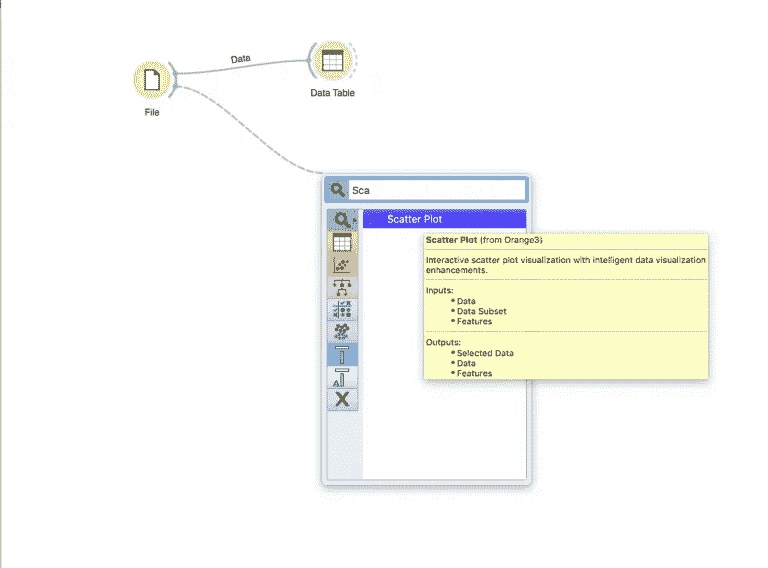 Data
File
Data Table
Sca
Scatter Plot
Scatter Plot (from Orange3)
Interactive scatter plot visualization with intelligent data visualization
enhancements.
Inputs:
• Data
• Data Subset
• Features
Outputs:
• Selected Data
• Data
• Features